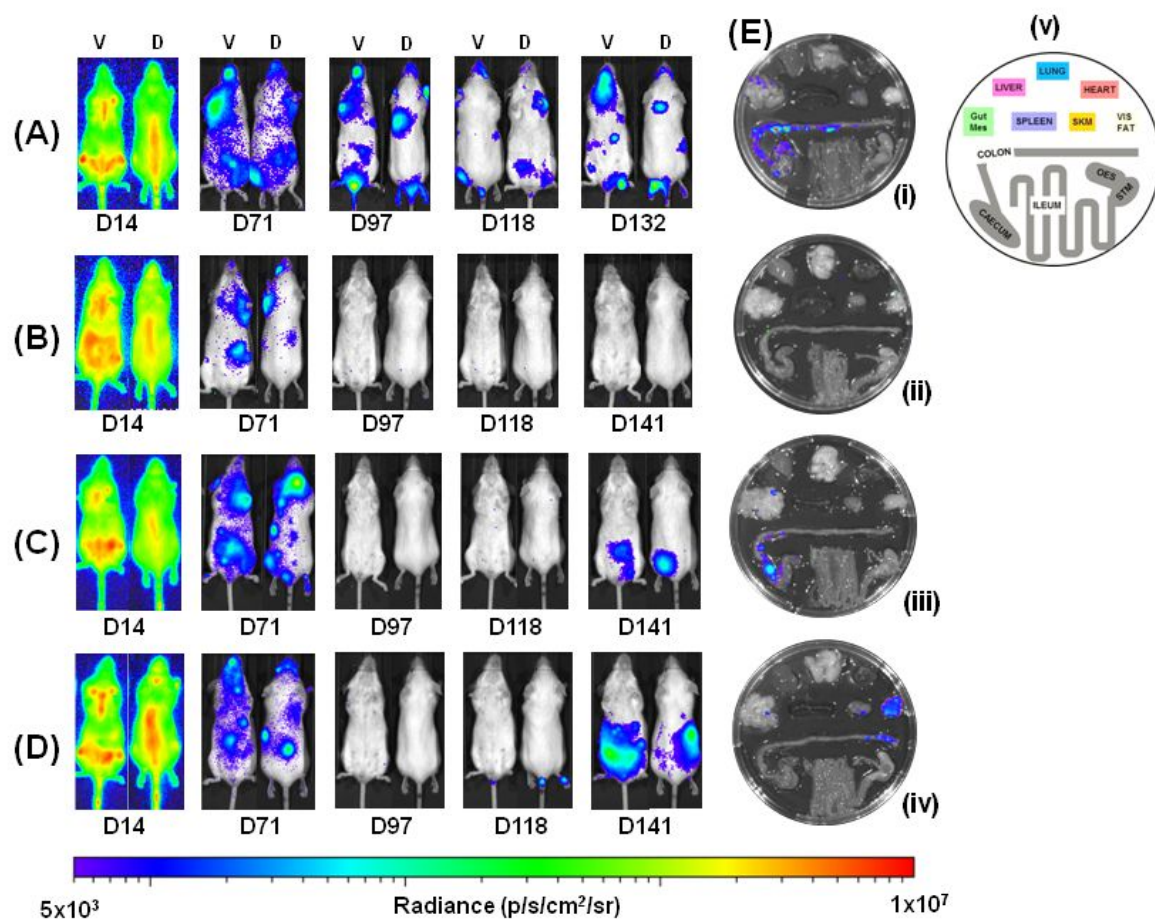 V D V D V D V D V D
(A)
D14 D71 D97 D118 D132
(B)
D14 D71 D97 D118 D141
(C)
D14 D71 D97 D118 D141
(D)
D14 D71 D97 D118 D141
5x10³ Radiance (p/s/cm²/sr) 1x10⁷
(E)
(i)
(ii)
(iii)
(iv)
(v)
LUNG
LIVER HEART
Gut
Mes
SPLEEN SKM
VIS
FAT
COLON
OES
STM
ILEUM
CAECUM